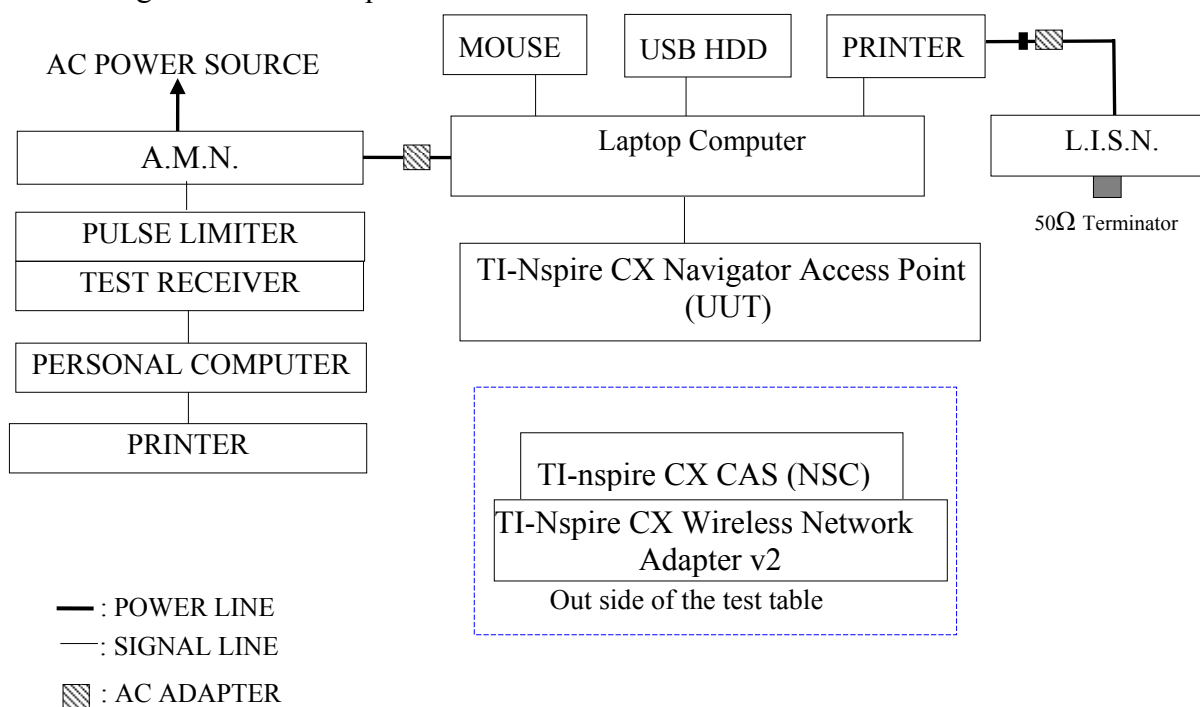 MOUSE
USB HDD
PRINTER
AC POWER SOURCE
A.M.N.
Laptop Computer
L.I.S.N.
50Ω Terminator
PULSE LIMITER
TEST RECEIVER
PERSONAL COMPUTER
PRINTER
TI-Nspire CX Navigator Access Point
(UUT)
TI-nspire CX CAS (NSC)
TI-Nspire CX Wireless Network
Adapter v2
Out side of the test table
: POWER LINE
: SIGNAL LINE
: AC ADAPTER